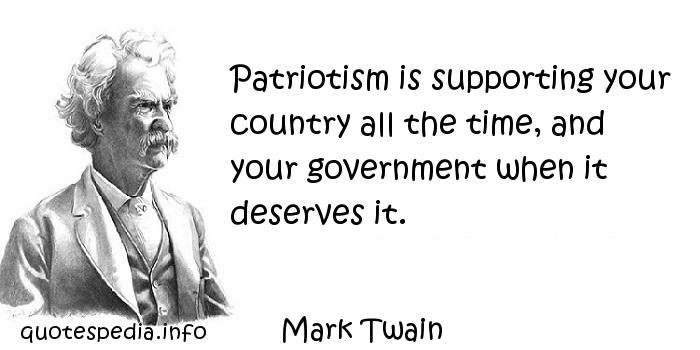 Patriotism is supporting your
country all the time, and
your government when it
deserves it.
quotespedia.info
Mark Twain